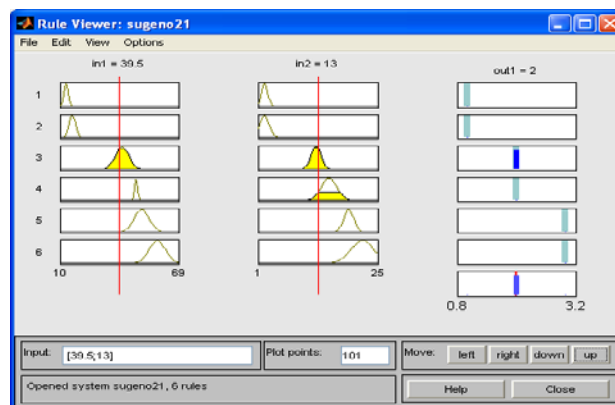 Rule Viewer: sugeno21
File Edit View Options
in1 = 39.5 in2 = 13 out1 = 2
1
2
3
4
5
6
10 69 1 25 0.8 3.2
Input: [39.5;13] Plot points: 101 Move: left right down up
Opened system sugeno21, 6 rules Help Close